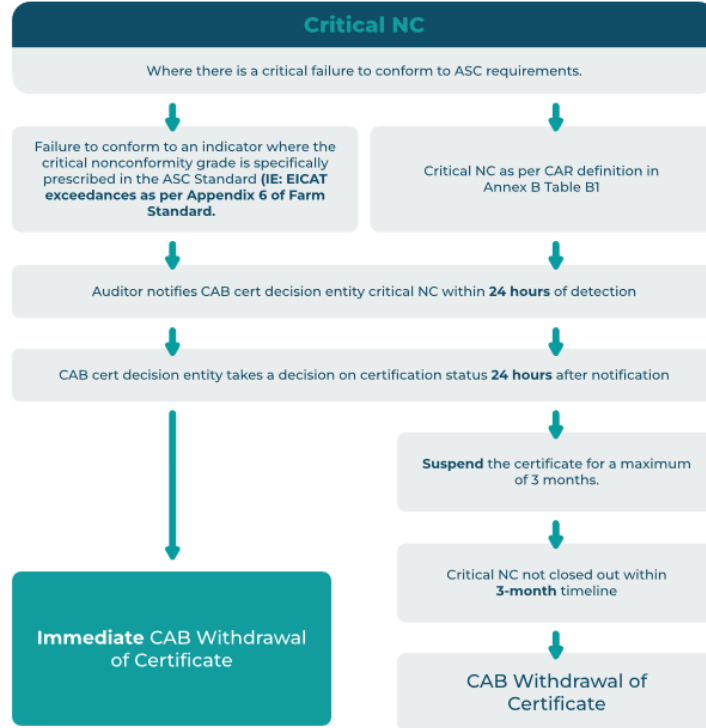 Critical NC
Where there is a critical failure to conform to ASC requirements.
Failure to conform to an indicator where the
critical nonconformity grade is specifically
prescribed in the ASC Standard (IE: EICAT
exceedances as per Appendix 6 of Farm
Standard.
Critical NC as per CAR definition in
Annex B Table B1
Auditor notifies CAB cert decision entity critical NC within 24 hours of detection
CAB cert decision entity takes a decision on certification status 24 hours after notification
Suspend the certificate for a maximum
of 3 months.
Critical NC not closed out within
3-month timeline
Immediate CAB Withdrawal
of Certificate
CAB Withdrawal of
Certificate